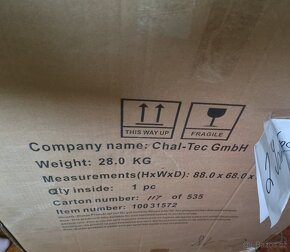 THIS WAY UP
FRAGILE
Company name: Chal-Tec GmbH
Weight: 28.0 KG
Measurements(HxWxD): 88.0 x 68.0 x
Qty inside: 1 pc
Carton number: of 535
Item number: 10031572